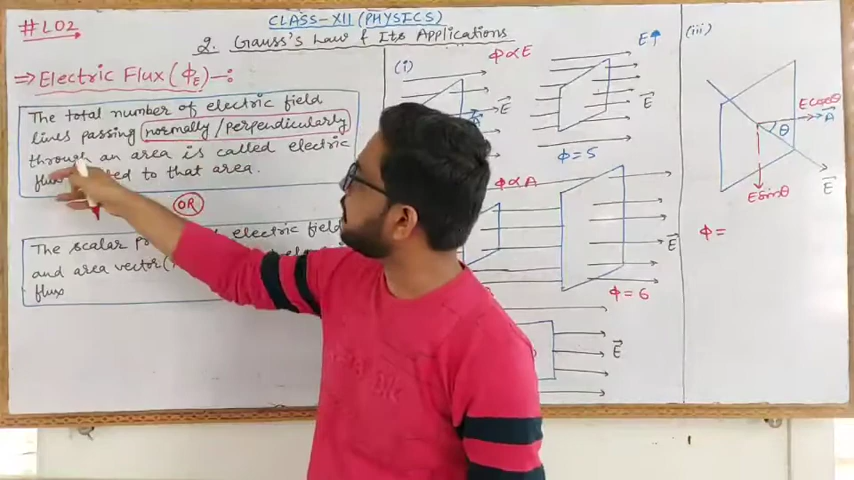 #L02
CLASS-XII (PHYSICS)
2. Gauss's Law & Its Applications
⇒ Electric Flux (ϕE) –:
The total number of electric field
lines passing normally/perpendicularly
through an area is called electric
flux to that area.
OR
The scalar electric field
and area vector
flux
(i)
ϕ∝E
E↑
E⃗
E⃗
ϕ=5
ϕ∝A
E⃗
ϕ=6
E⃗
(iii)
Ecosθ
A⃗
θ
E⃗
Esinθ
ϕ=